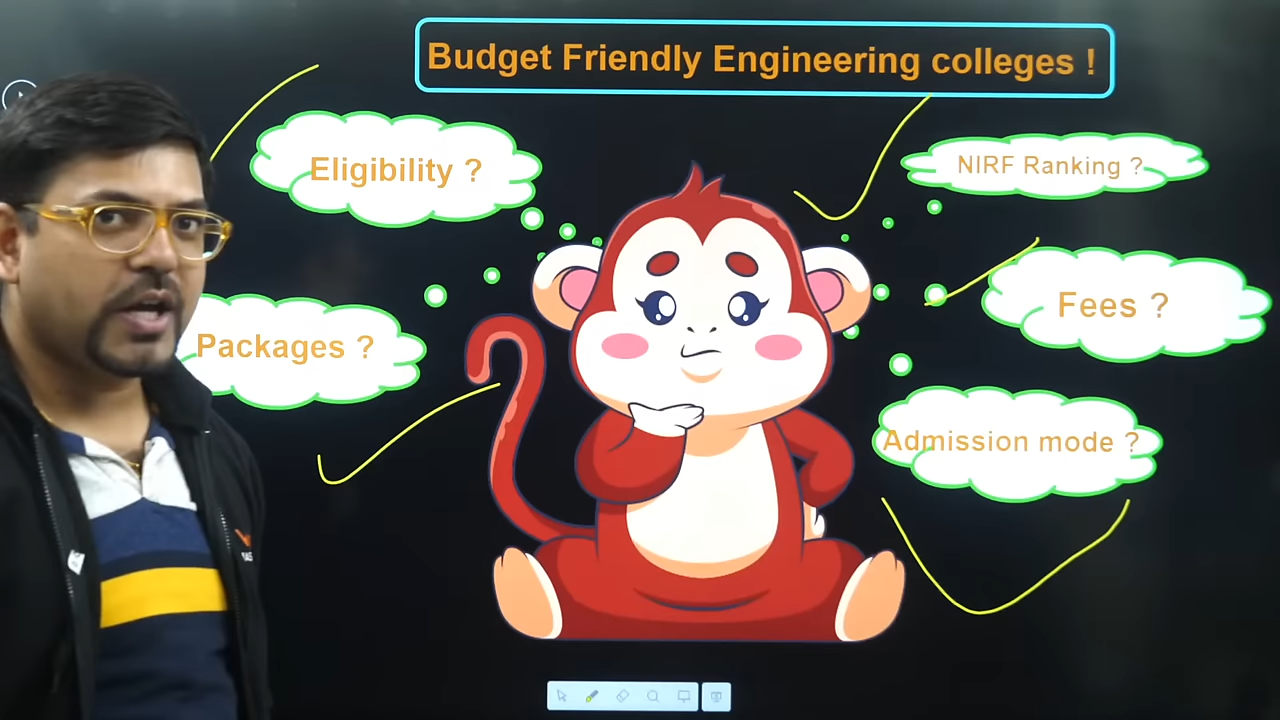 Budget Friendly Engineering colleges !
Eligibility ?
NIRF Ranking ?
Packages ?
Fees ?
Admission mode ?